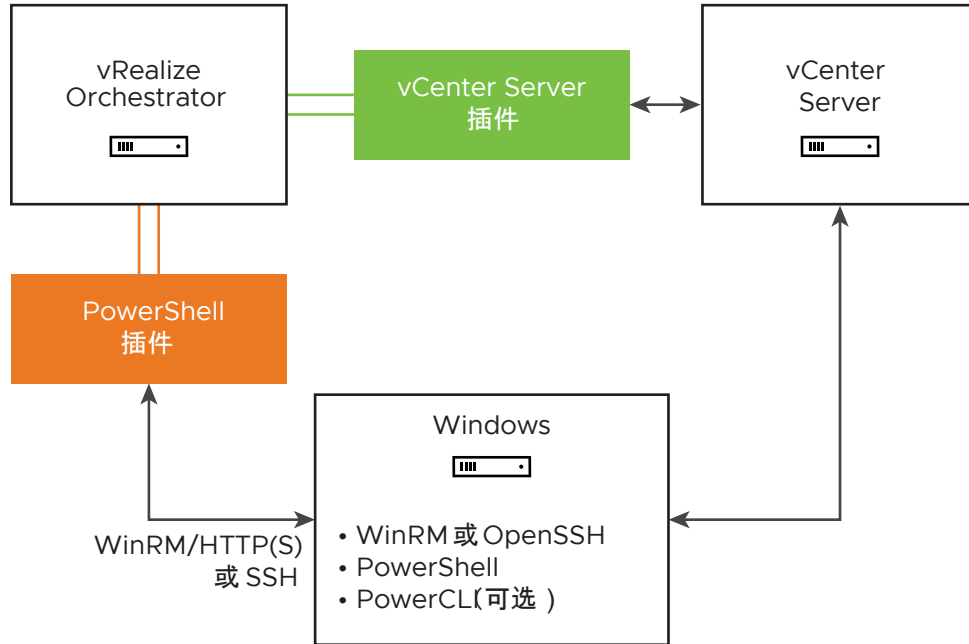 vRealize
Orchestrator
vCenter Server
插件
vCenter
Server
PowerShell
插件
Windows
WinRM/HTTP(S)
或 SSH
• WinRM 或 OpenSSH
• PowerShell
• PowerCLI(可选 )